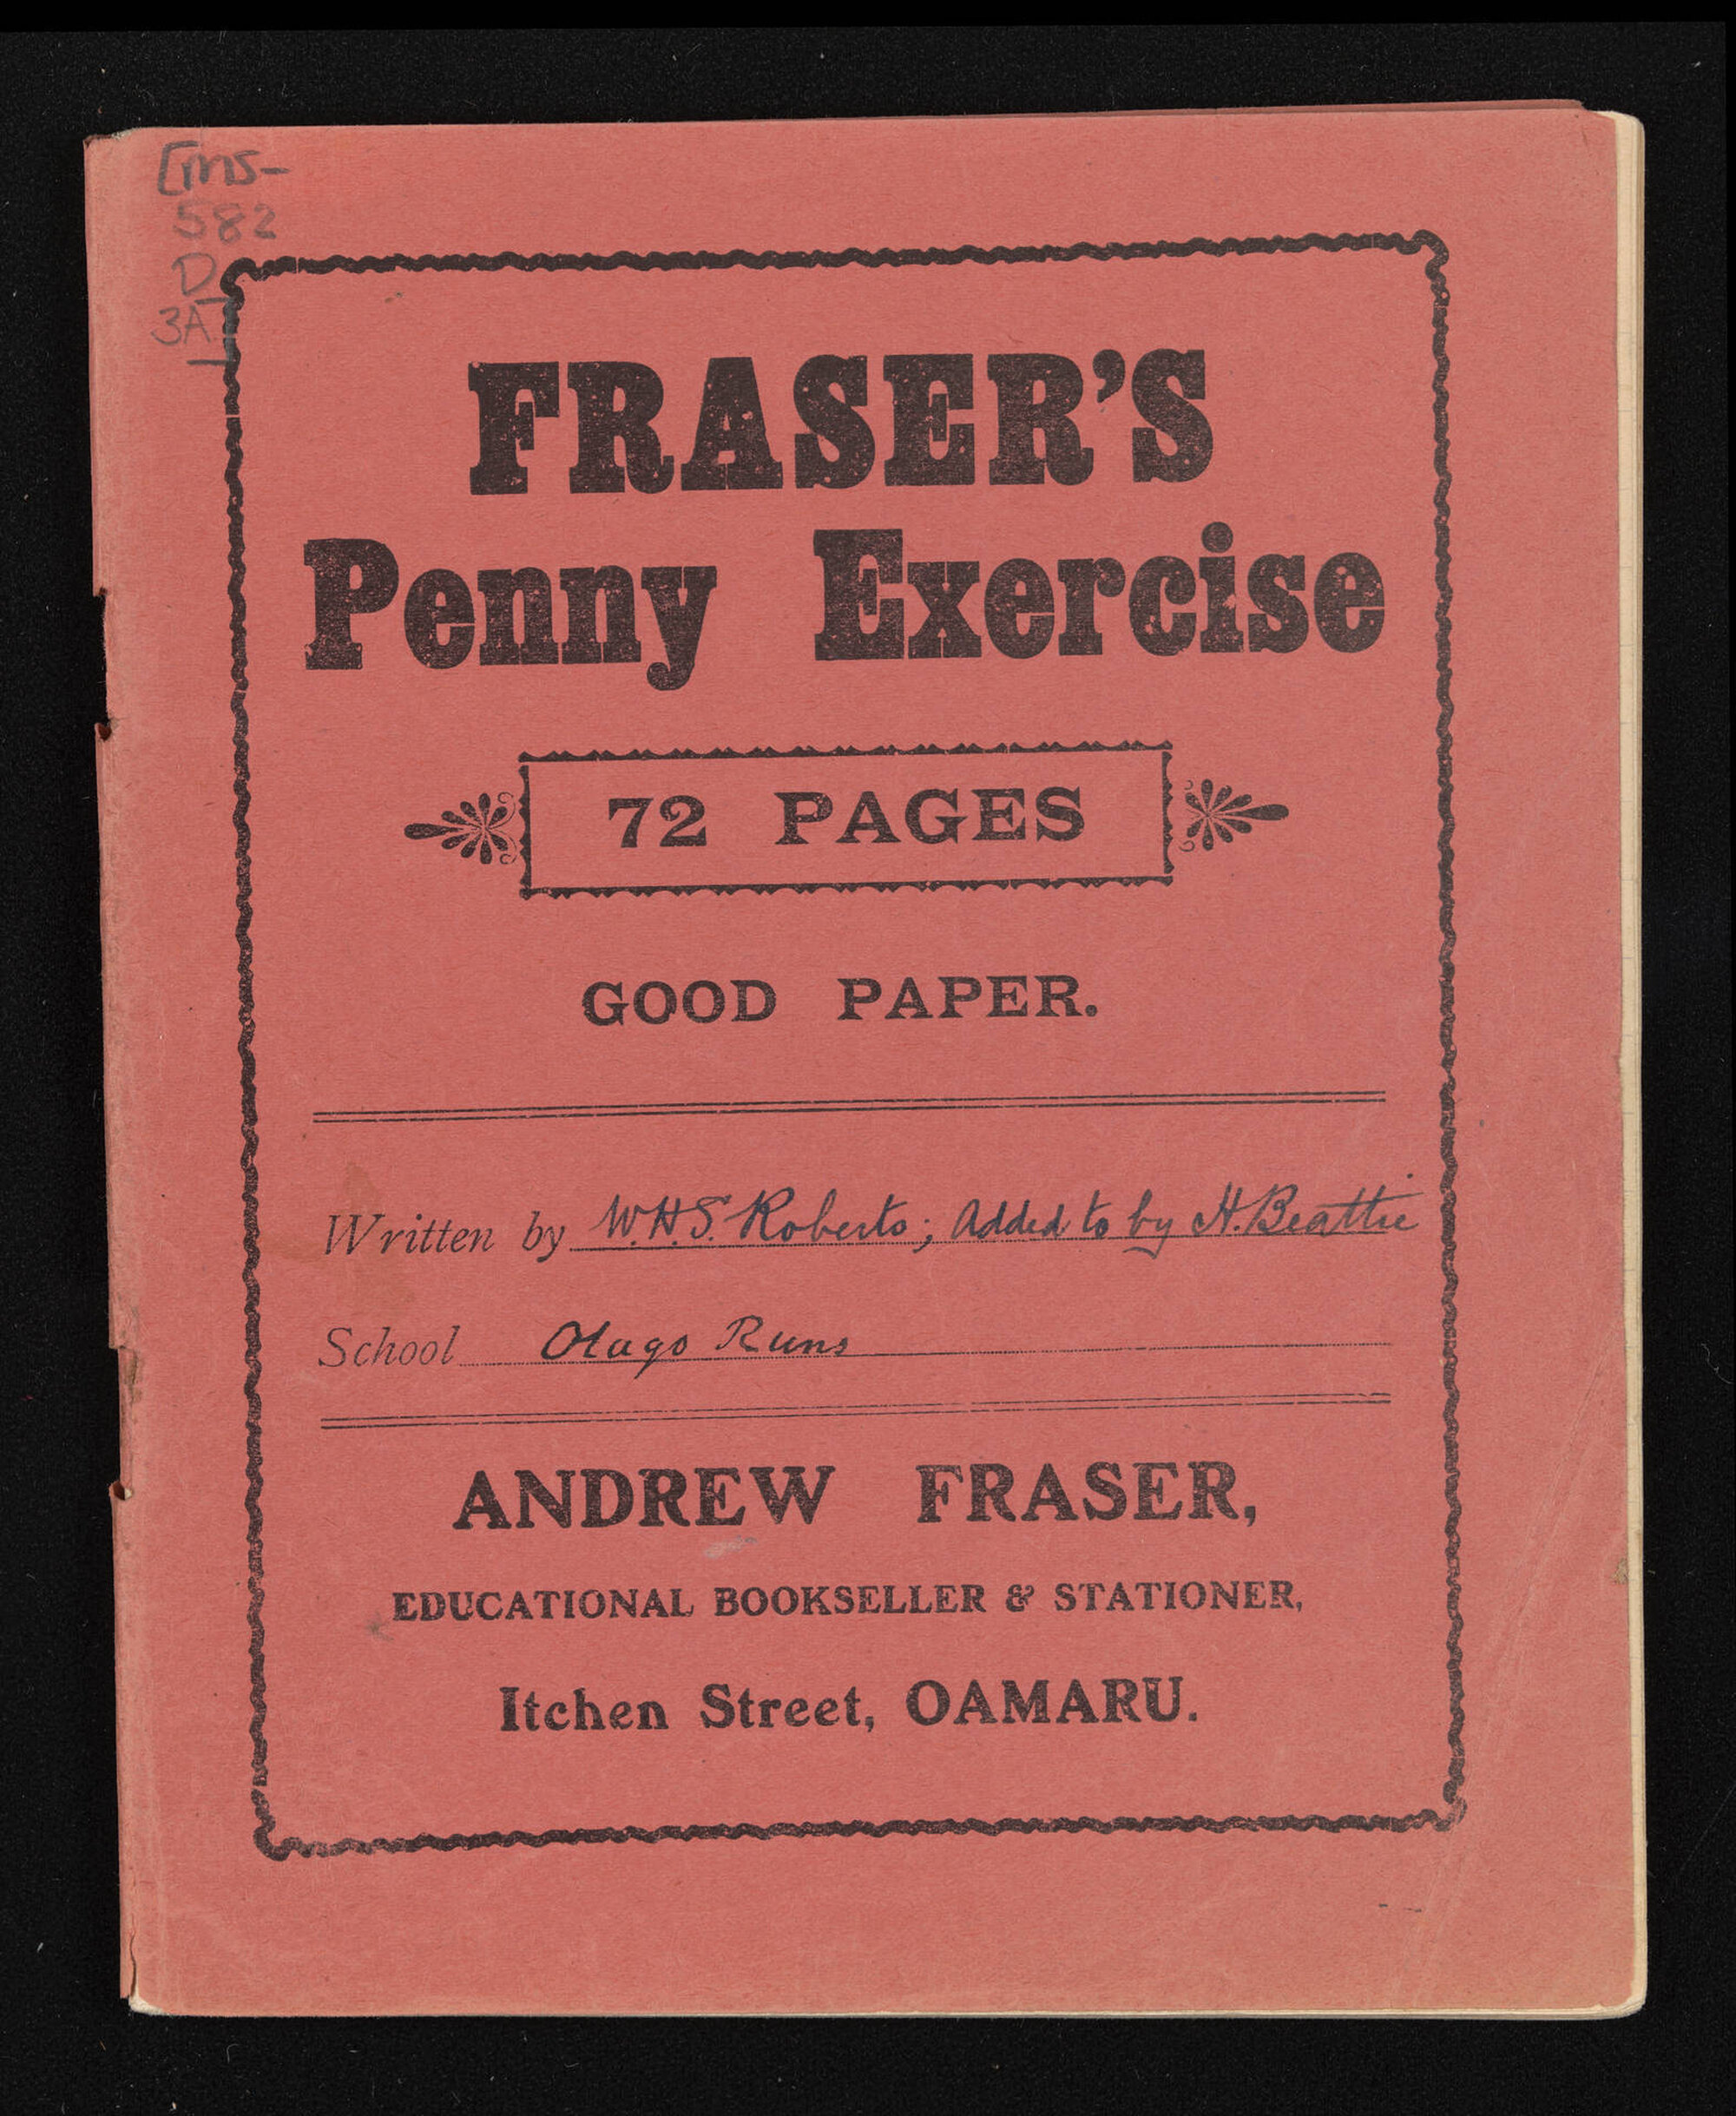 [MS-
582
D
3A]
FRASER'S
Penny Exercise
72 PAGES
GOOD PAPER.
Written by W.H.S. Roberts; Added to by H. Beattie
School Otago Runs
ANDREW FRASER,
EDUCATIONAL BOOKSELLER & STATIONER,
Itchen Street, OAMARU.